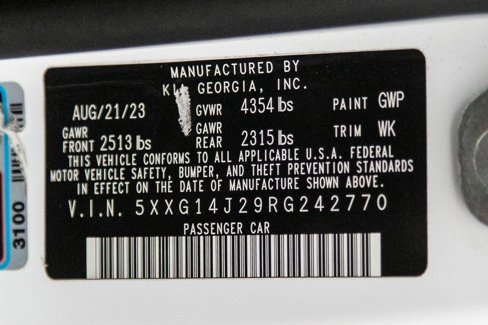 MANUFACTURED BY
KIA GEORGIA, INC.
AUG/21/23 GVWR 4354 lbs PAINT GWP
GAWR FRONT 2513 lbs GAWR REAR 2315 lbs TRIM WK
THIS VEHICLE CONFORMS TO ALL APPLICABLE U.S.A. FEDERAL
MOTOR VEHICLE SAFETY, BUMPER, AND THEFT PREVENTION STANDARDS
IN EFFECT ON THE DATE OF MANUFACTURE SHOWN ABOVE.
V.I.N. 5XXG14J29RG242770
PASSENGER CAR
3100